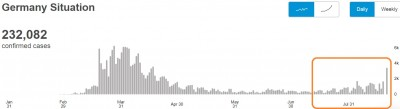 Germany Situation
Daily
Weekly
232,082
confirmed cases
6k
4k
2k
0
Jan 31
Feb 29
Mar 31
Apr 30
May 31
Jun 30
Jul 31